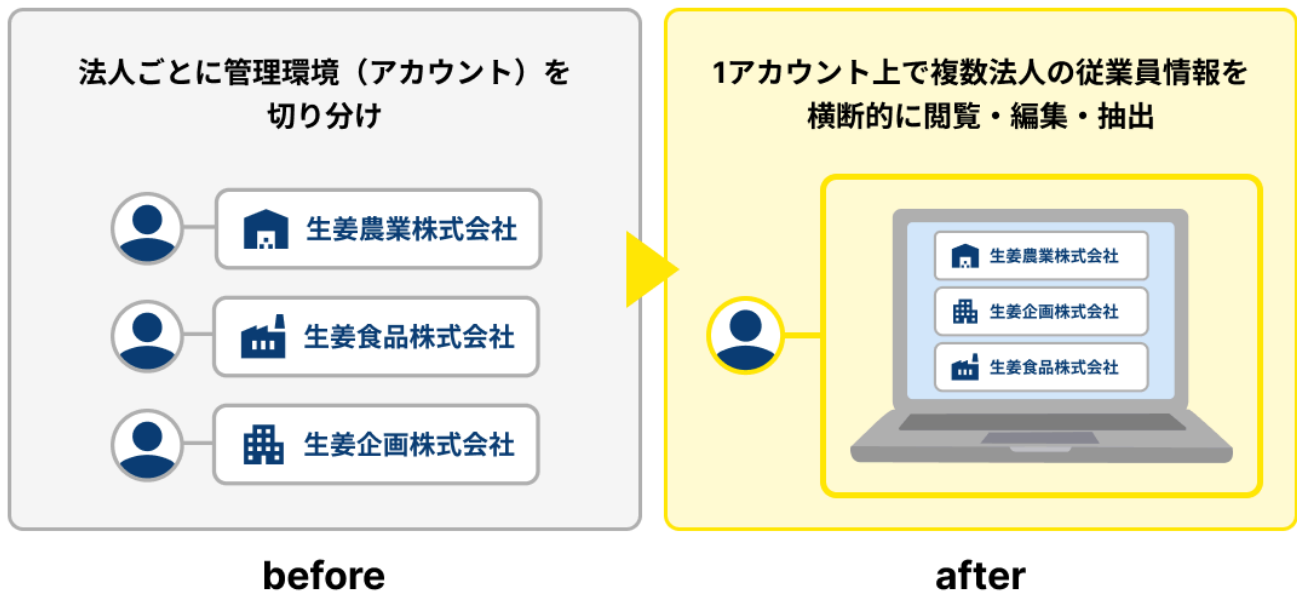 法人ごとに管理環境（アカウント）を
切り分け
生姜農業株式会社
生姜食品株式会社
生姜企画株式会社
before
1アカウント上で複数法人の従業員情報を
横断的に閲覧・編集・抽出
生姜農業株式会社
生姜企画株式会社
生姜食品株式会社
after